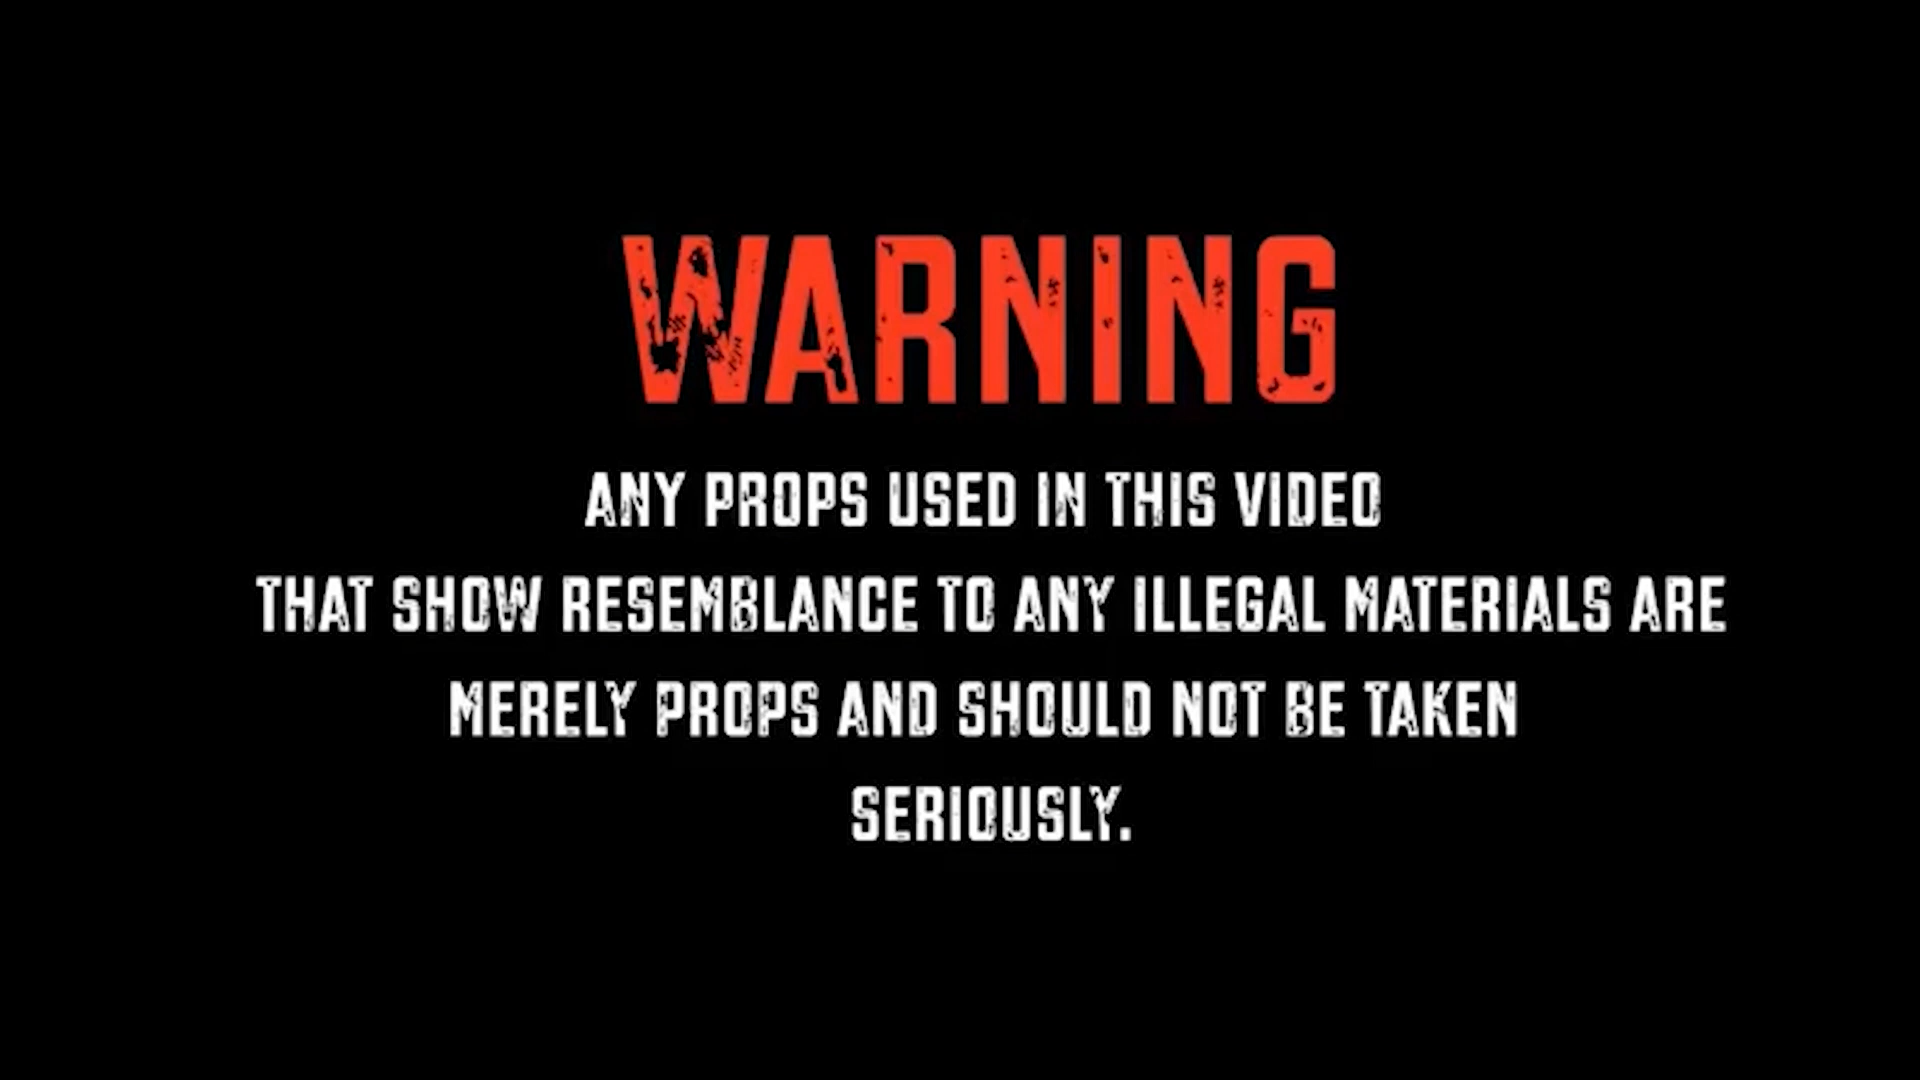 WARNING
ANY PROPS USED IN THIS VIDEO
THAT SHOW RESEMBLANCE TO ANY ILLEGAL MATERIALS ARE
MERELY PROPS AND SHOULD NOT BE TAKEN
SERIOUSLY.